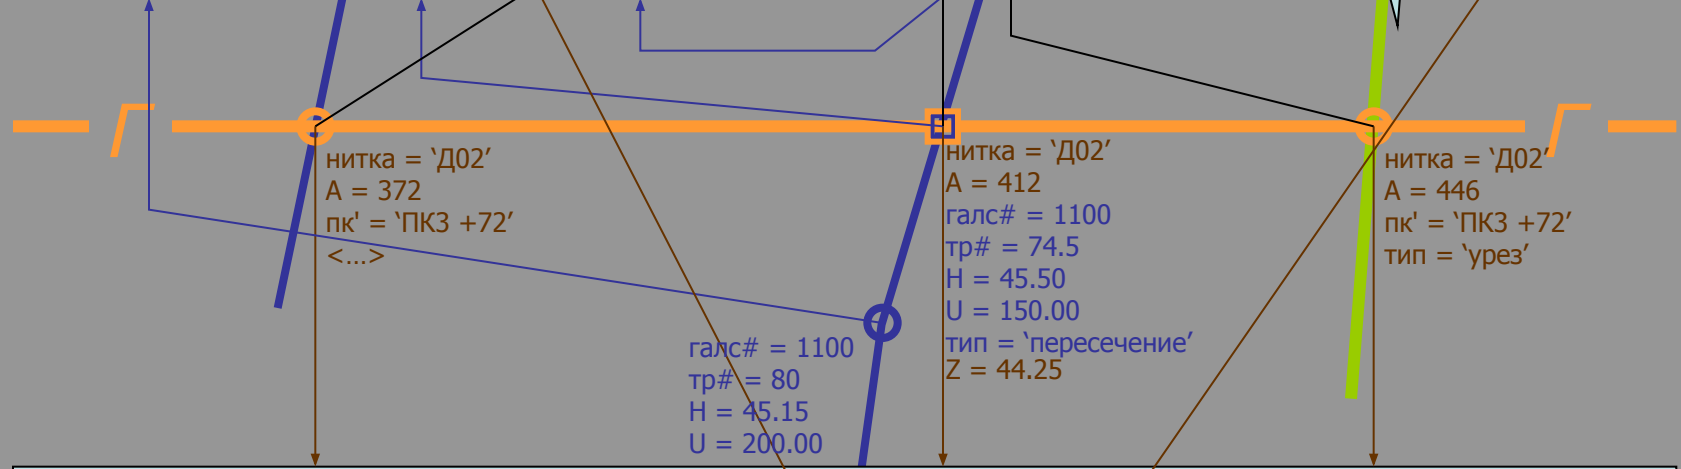 нитка = ‘Д02’
А = 372
пк' = ‘ПК3 +72’
<...>
нитка = ‘Д02’
А = 412
галс# = 1100
тр# = 74.5
H = 45.50
U = 150.00
тип = ‘пересечение’
Z = 44.25
нитка = ‘Д02’
А = 446
пк' = ‘ПК3 +72’
тип = ‘урез’
галс# = 1100
тр# = 80
H = 45.15
U = 200.00